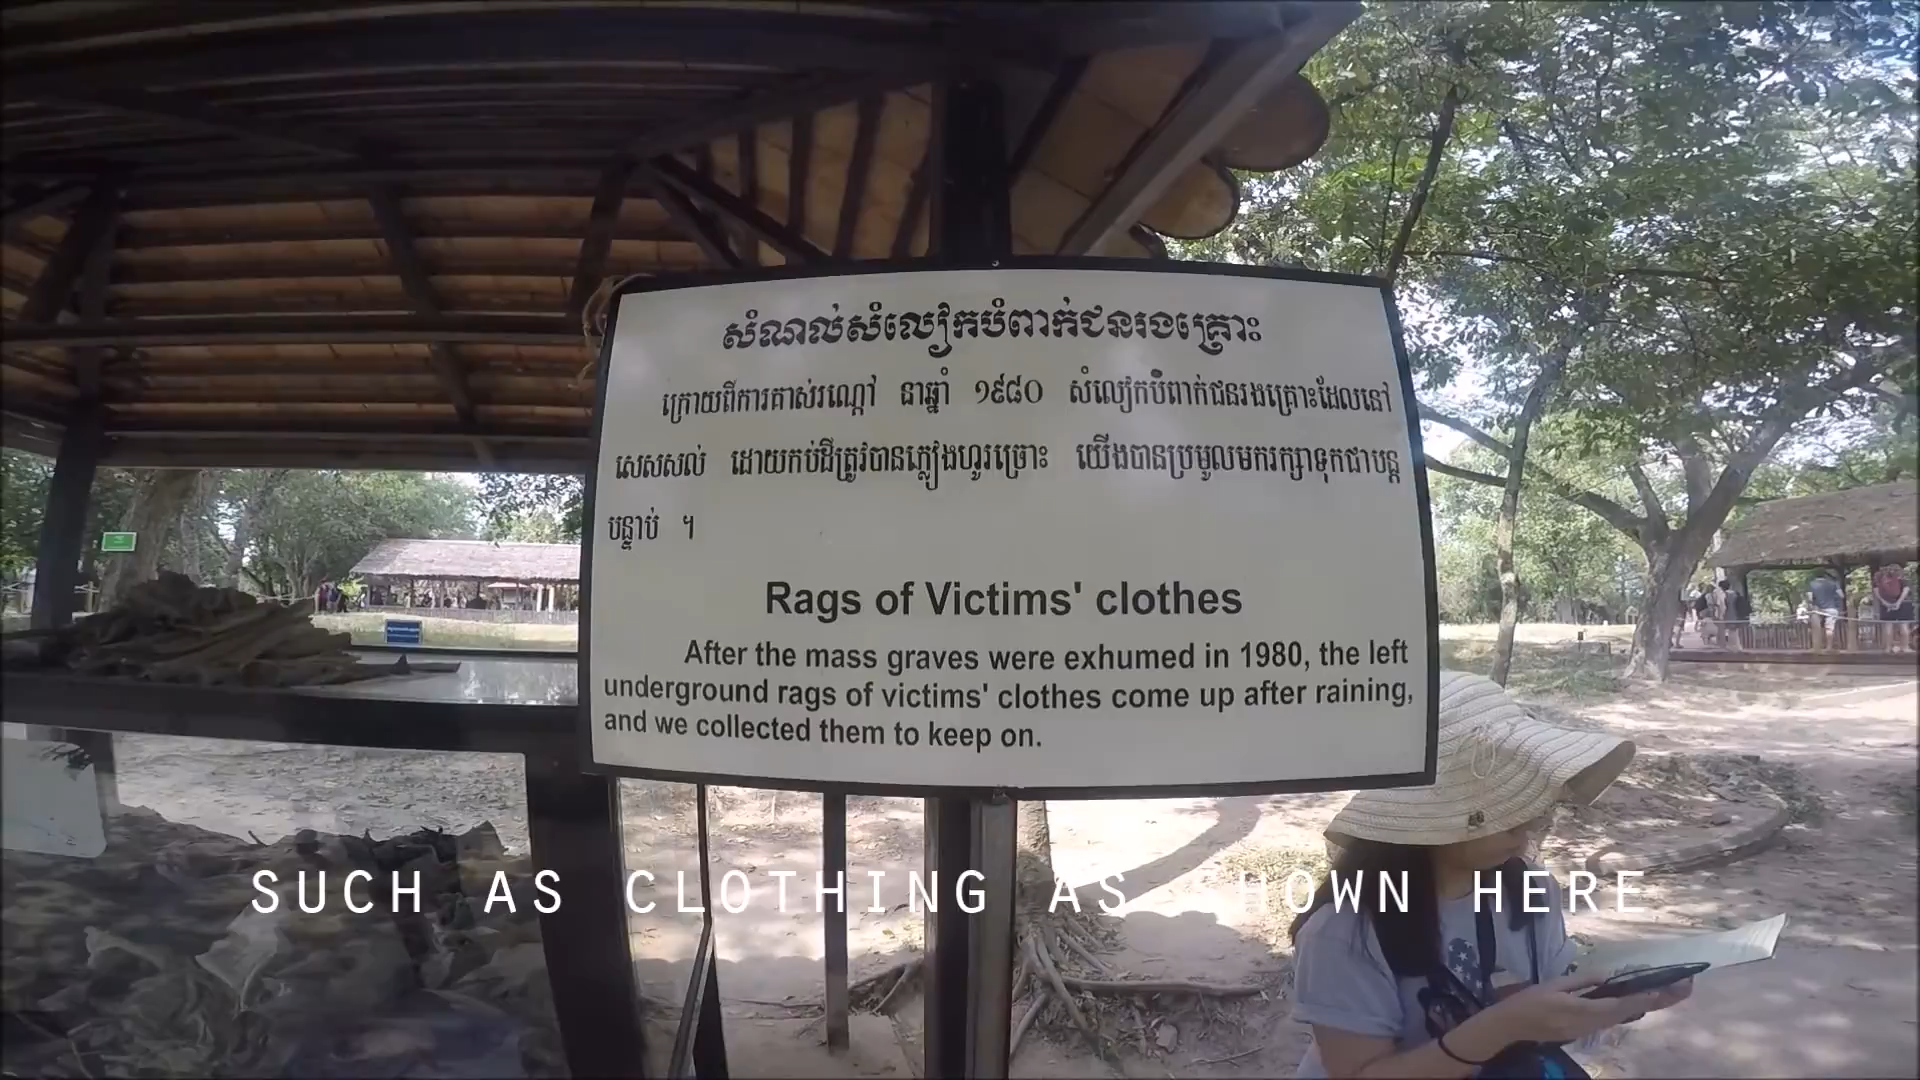 សំណល់សំលៀកបំពាក់ជនរងគ្រោះ
ក្រោយពីការគាស់រណ្តៅ នាឆ្នាំ ១៩៨០ សំលៀកបំពាក់ជនរងគ្រោះដែលនៅ
សេសសល់ ដោយកប់ដីត្រូវបានភ្លៀងហូរច្រោះ យើងបានប្រមូលមករក្សាទុកជាបន្ត
បន្ទាប់ ។
Rags of Victims' clothes
After the mass graves were exhumed in 1980, the left
underground rags of victims' clothes come up after raining,
and we collected them to keep on.
SUCH AS CLOTHING AS SHOWN HERE